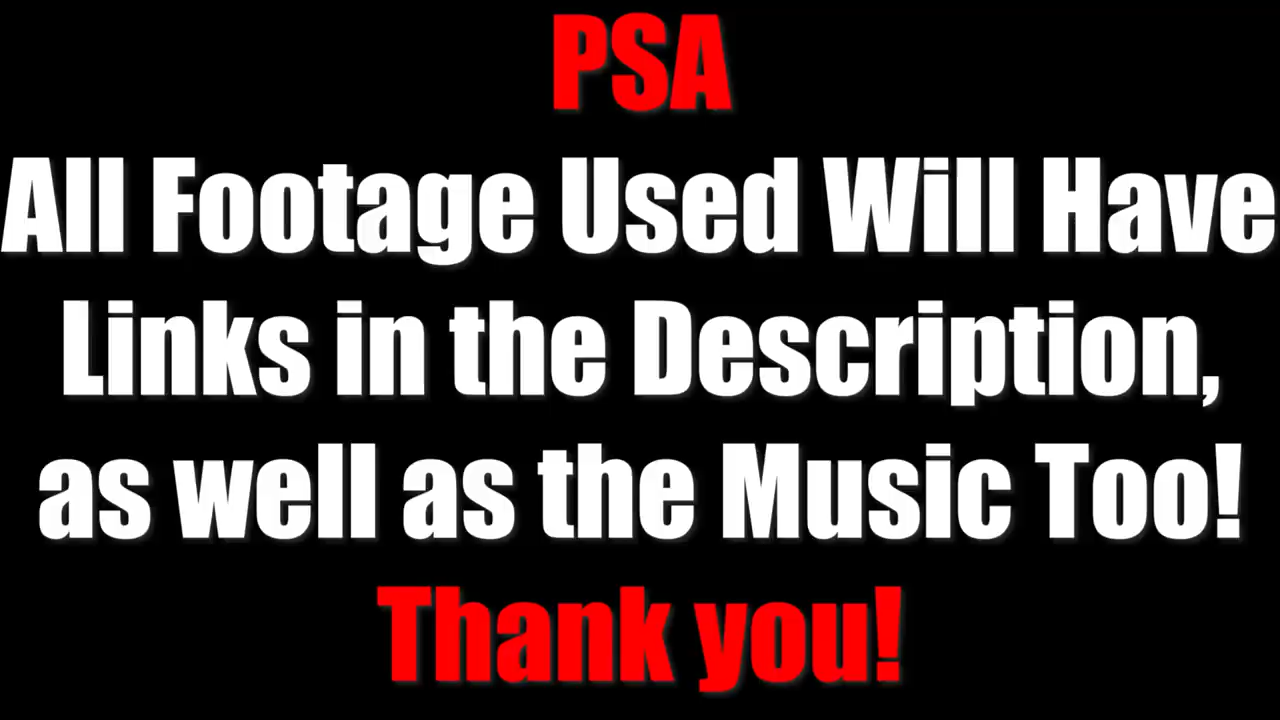 PSA
All Footage Used Will Have
Links in the Description,
as well as the Music Too!
Thank you!